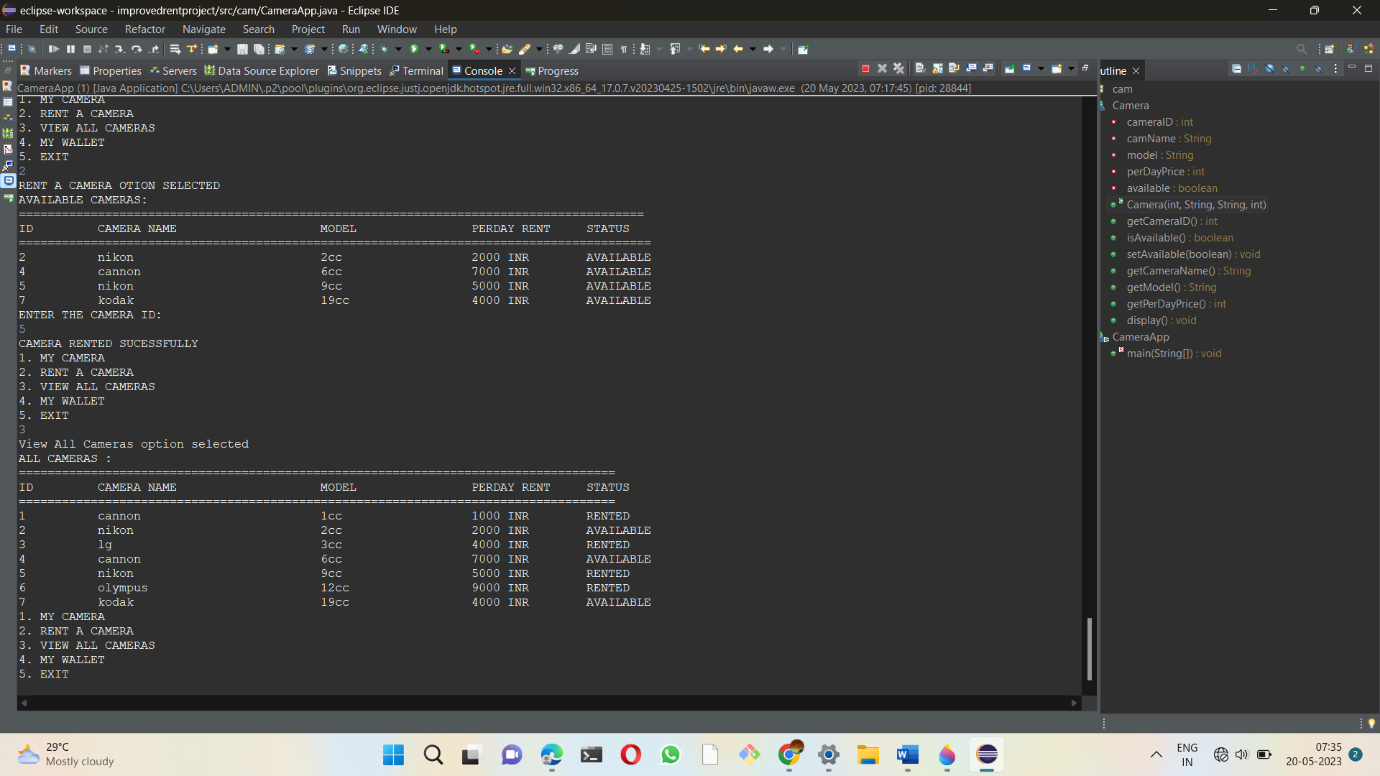 eclipse-workspace - improvedrentproject/src/cam/CameraApp.java - Eclipse IDE
File Edit Source Refactor Navigate Search Project Run Window Help
Markers Properties Servers Data Source Explorer Snippets Terminal Console Progress
CameraApp (1) [Java Application] C:\Users\ADMIN\.p2\pool\plugins\org.eclipse.justj.openjdk.hotspot.jre.full.win32.x86_64_17.0.7.v20230425-1502\jre\bin\javaw.exe (20 May 2023, 07:17:45) [pid: 28844]
1. MY CAMERA
2. RENT A CAMERA
3. VIEW ALL CAMERAS
4. MY WALLET
5. EXIT
2
RENT A CAMERA OTION SELECTED
AVAILABLE CAMERAS:
=======================================================================================
ID CAMERA NAME MODEL PERDAY RENT STATUS
========================================================================================
2 nikon 2cc 2000 INR AVAILABLE
4 cannon 6cc 7000 INR AVAILABLE
5 nikon 9cc 5000 INR AVAILABLE
7 kodak 19cc 4000 INR AVAILABLE
ENTER THE CAMERA ID:
5
CAMERA RENTED SUCESSFULLY
1. MY CAMERA
2. RENT A CAMERA
3. VIEW ALL CAMERAS
4. MY WALLET
5. EXIT
3
View All Cameras option selected
ALL CAMERAS :
===================================================================================
ID CAMERA NAME MODEL PERDAY RENT STATUS
===================================================================================
1 cannon 1cc 1000 INR RENTED
2 nikon 2cc 2000 INR AVAILABLE
3 lg 3cc 4000 INR RENTED
4 cannon 6cc 7000 INR AVAILABLE
5 nikon 9cc 5000 INR RENTED
6 olympus 12cc 9000 INR RENTED
7 kodak 19cc 4000 INR AVAILABLE
1. MY CAMERA
2. RENT A CAMERA
3. VIEW ALL CAMERAS
4. MY WALLET
5. EXIT
utline
cam
Camera
cameraID : int
camName : String
model : String
perDayPrice : int
available : boolean
Camera(int, String, String, int)
getCameraID() : int
isAvailable() : boolean
setAvailable(boolean) : void
getCameraName() : String
getModel() : String
getPerDayPrice() : int
display() : void
CameraApp
main(String[]) : void
29°C
Mostly cloudy
ENG
IN
07:35
20-05-2023
2